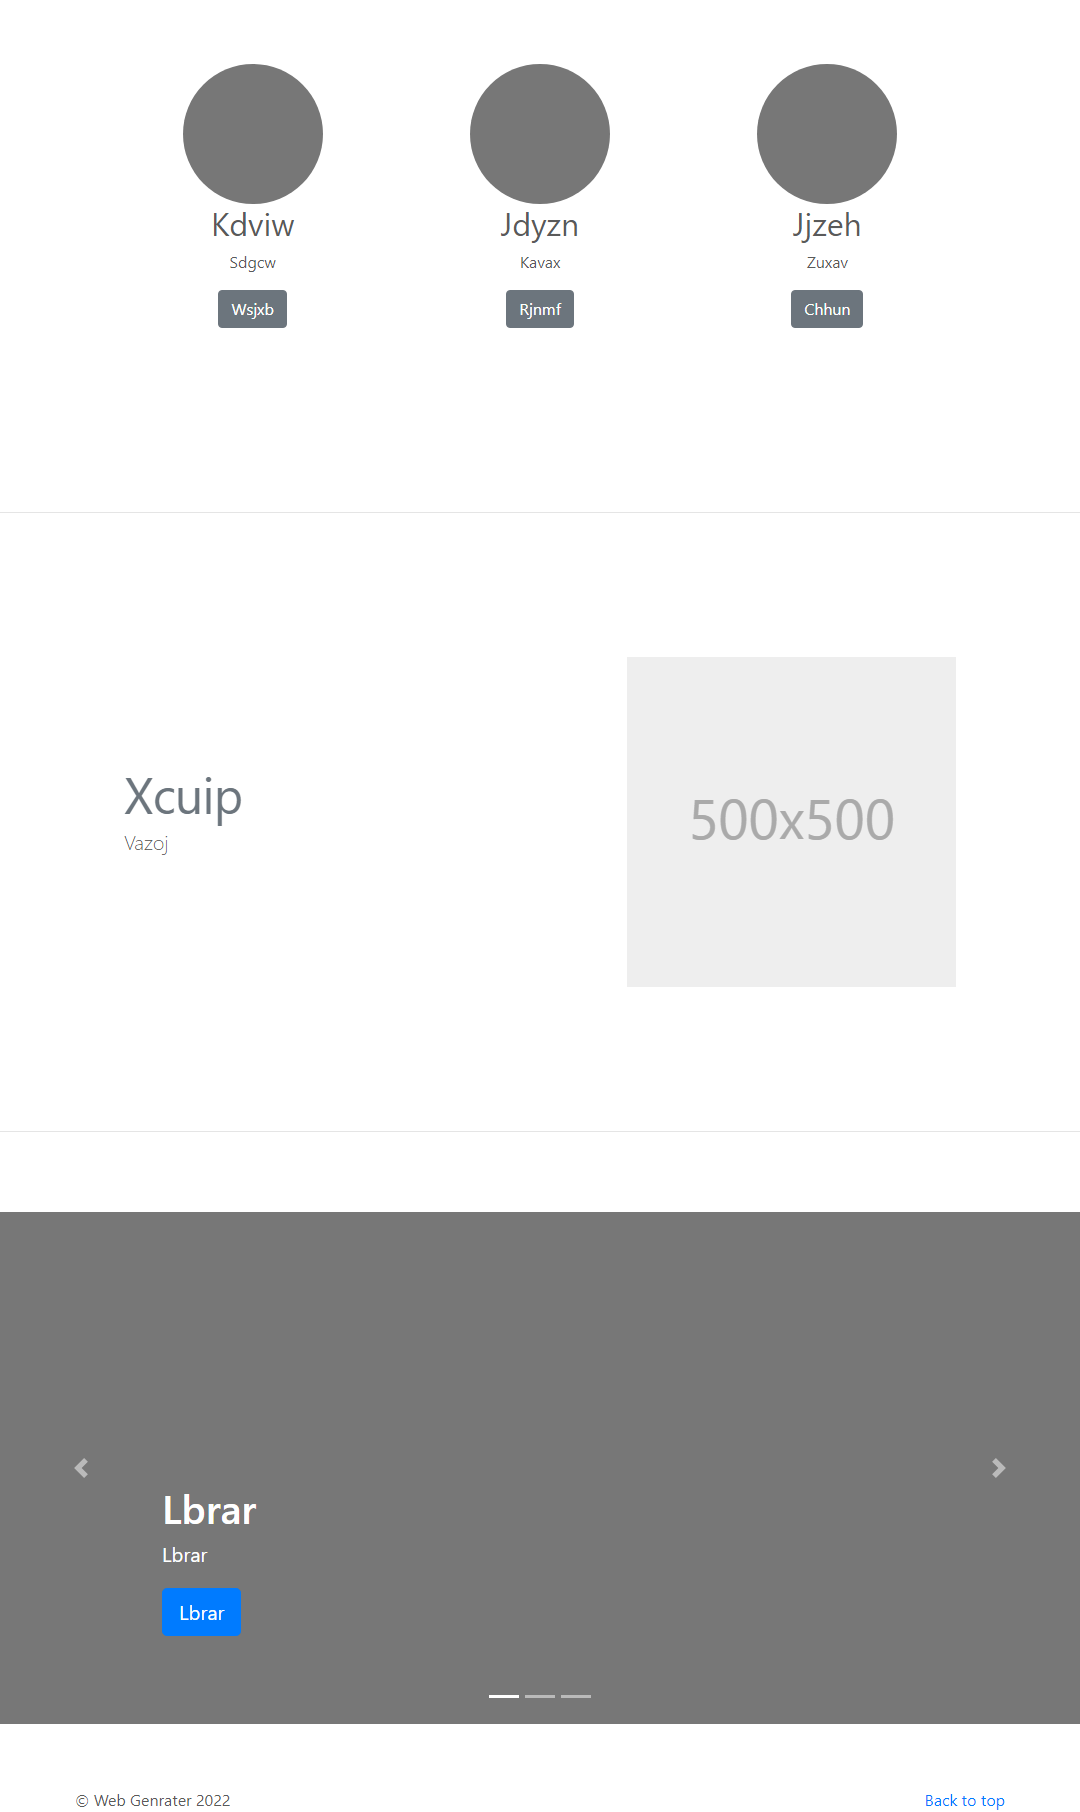 Kdviw
Sdgcw
Wsjxb
Jdyzn
Kavax
Rjnmf
Jjzeh
Zuxav
Chhun
Xcuip
Vazoj
500x500
Lbrar
Lbrar
Lbrar
© Web Genrater 2022
Back to top